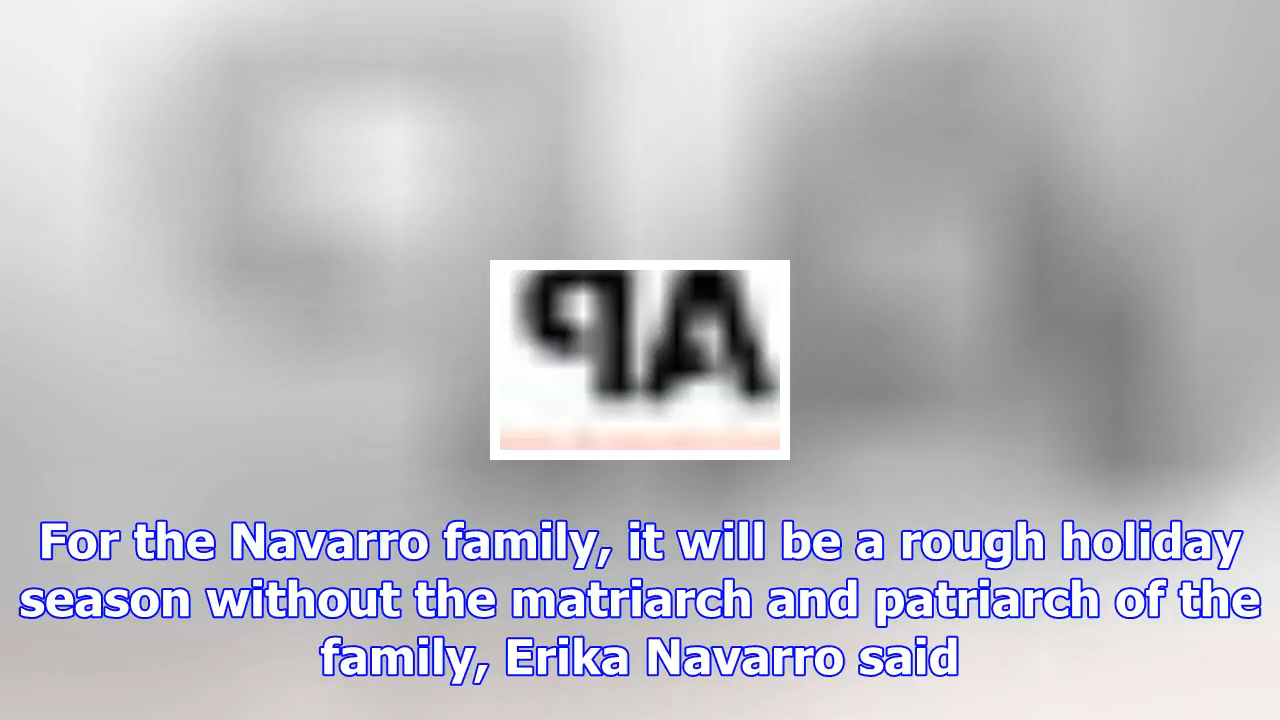 AP
For the Navarro family, it will be a rough holiday
season without the matriarch and patriarch of the
family, Erika Navarro said